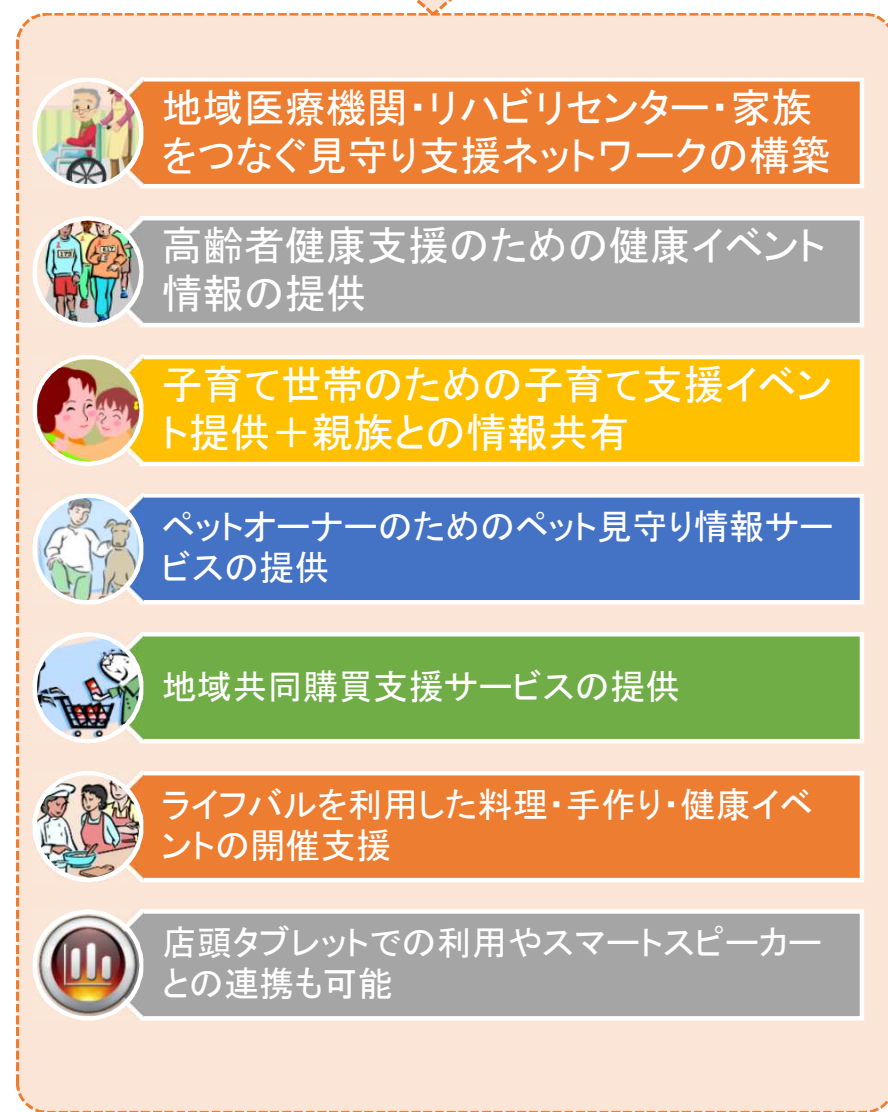 地域医療機関・リハビリセンター・家族
をつなぐ見守り支援ネットワークの構築
高齢者健康支援のための健康イベント
情報の提供
子育て世帯のための子育て支援イベン
ト提供＋親族との情報共有
ペットオーナーのためのペット見守り情報サー
ビスの提供
地域共同購買支援サービスの提供
ライフバルを利用した料理・手作り・健康イベ
ントの開催支援
店頭タブレットでの利用やスマートスピーカー
との連携も可能